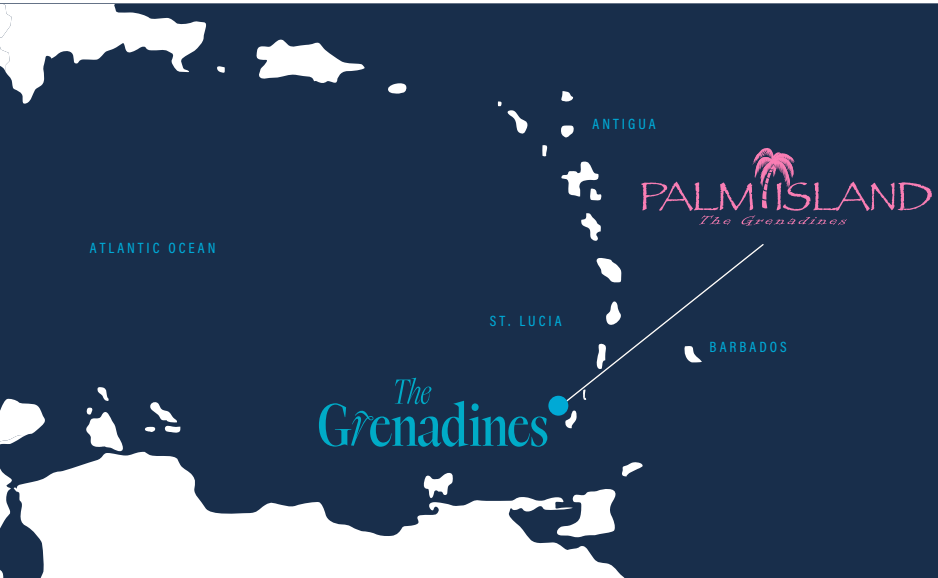 ANTIGUA
PALM ISLAND
The Grenadines
ATLANTIC OCEAN
ST. LUCIA
BARBADOS
The
Grenadines